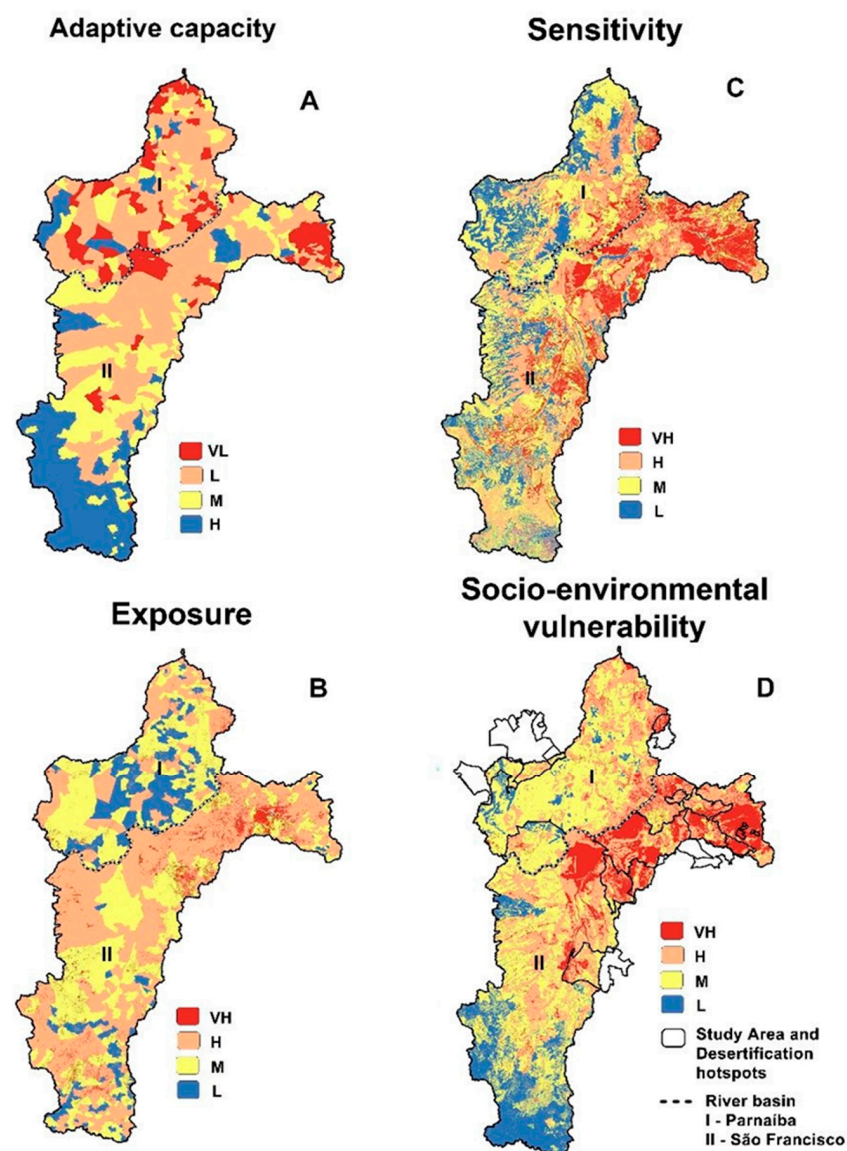 Adaptive capacity
A
I
II
VL
L
M
H
Sensitivity
C
I
II
VH
H
M
L
Exposure
B
I
II
VH
H
M
L
Socio-environmental
vulnerability
D
I
II
VH
H
M
L
Study Area and
Desertification
hotspots
River basin
I - Parnaíba
II - São Francisco